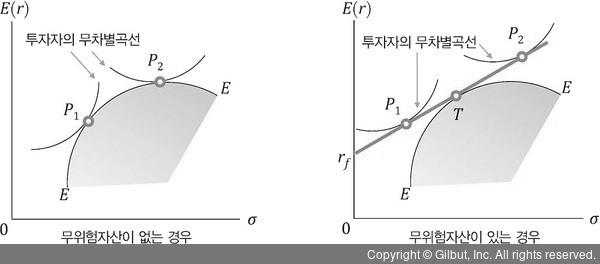 E(r)
투자자의 무차별곡선
P2
P1
E
E
0
σ
무위험자산이 없는 경우
E(r)
투자자의 무차별곡선
P2
P1
T
E
rf
E
0
σ
무위험자산이 있는 경우
Copyright © Gilbut, Inc. All rights reserved.